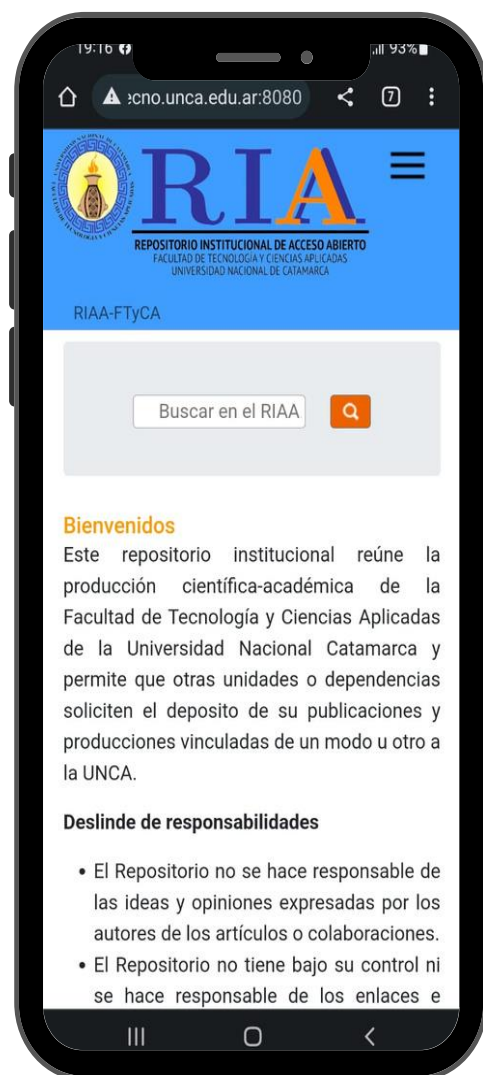 19:16
93%
ecno.unca.edu.ar:8080
7
RIA
REPOSITORIO INSTITUCIONAL DE ACCESO ABIERTO
FACULTAD DE TECNOLOGÍA Y CIENCIAS APLICADAS
UNIVERSIDAD NACIONAL DE CATAMARCA
RIAA-FTyCA
Buscar en el RIAA
Bienvenidos
Este repositorio institucional reúne la
producción científica-académica de la
Facultad de Tecnología y Ciencias Aplicadas
de la Universidad Nacional Catamarca y
permite que otras unidades o dependencias
soliciten el deposito de su publicaciones y
producciones vinculadas de un modo u otro a
la UNCA.
Deslinde de responsabilidades
• El Repositorio no se hace responsable de
las ideas y opiniones expresadas por los
autores de los artículos o colaboraciones.
• El Repositorio no tiene bajo su control ni
se hace responsable de los enlaces e